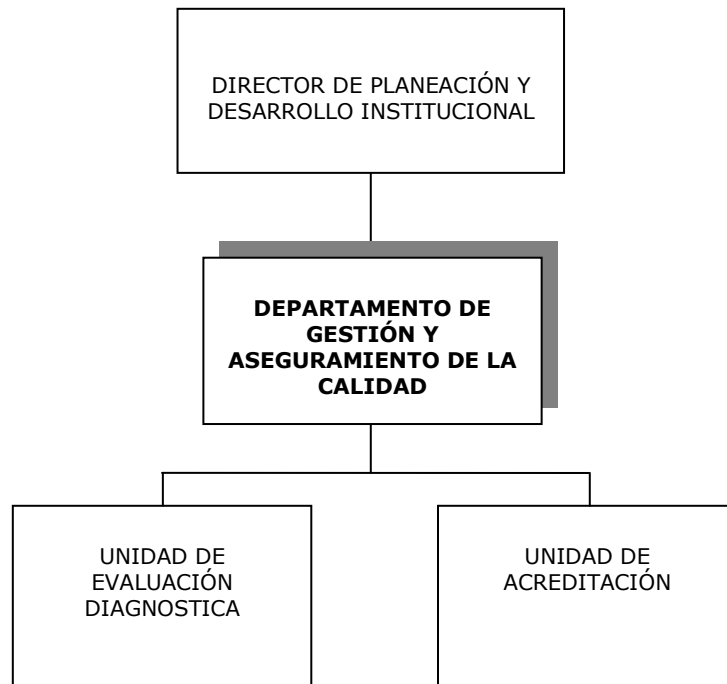 DIRECTOR DE PLANEACIÓN Y
DESARROLLO INSTITUCIONAL
DEPARTAMENTO DE
GESTIÓN Y
ASEGURAMIENTO DE LA
CALIDAD
UNIDAD DE
EVALUACIÓN
DIAGNOSTICA
UNIDAD DE
ACREDITACIÓN